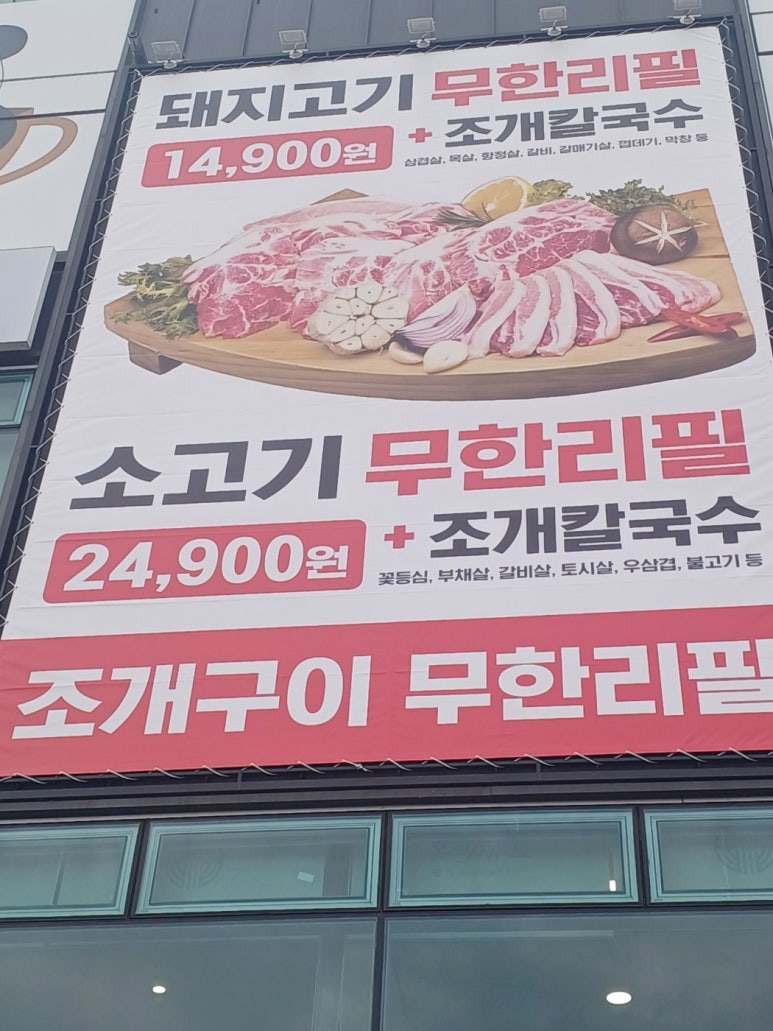 돼지고기 무한리필
14,900원 + 조개칼국수
삼겹살, 목살, 항정살, 갈비, 갈매기살, 껍데기, 막창 등
소고기 무한리필
24,900원 + 조개칼국수
꽃등심, 부채살, 갈비살, 토시살, 우삼겹, 불고기 등
조개구이 무한리필